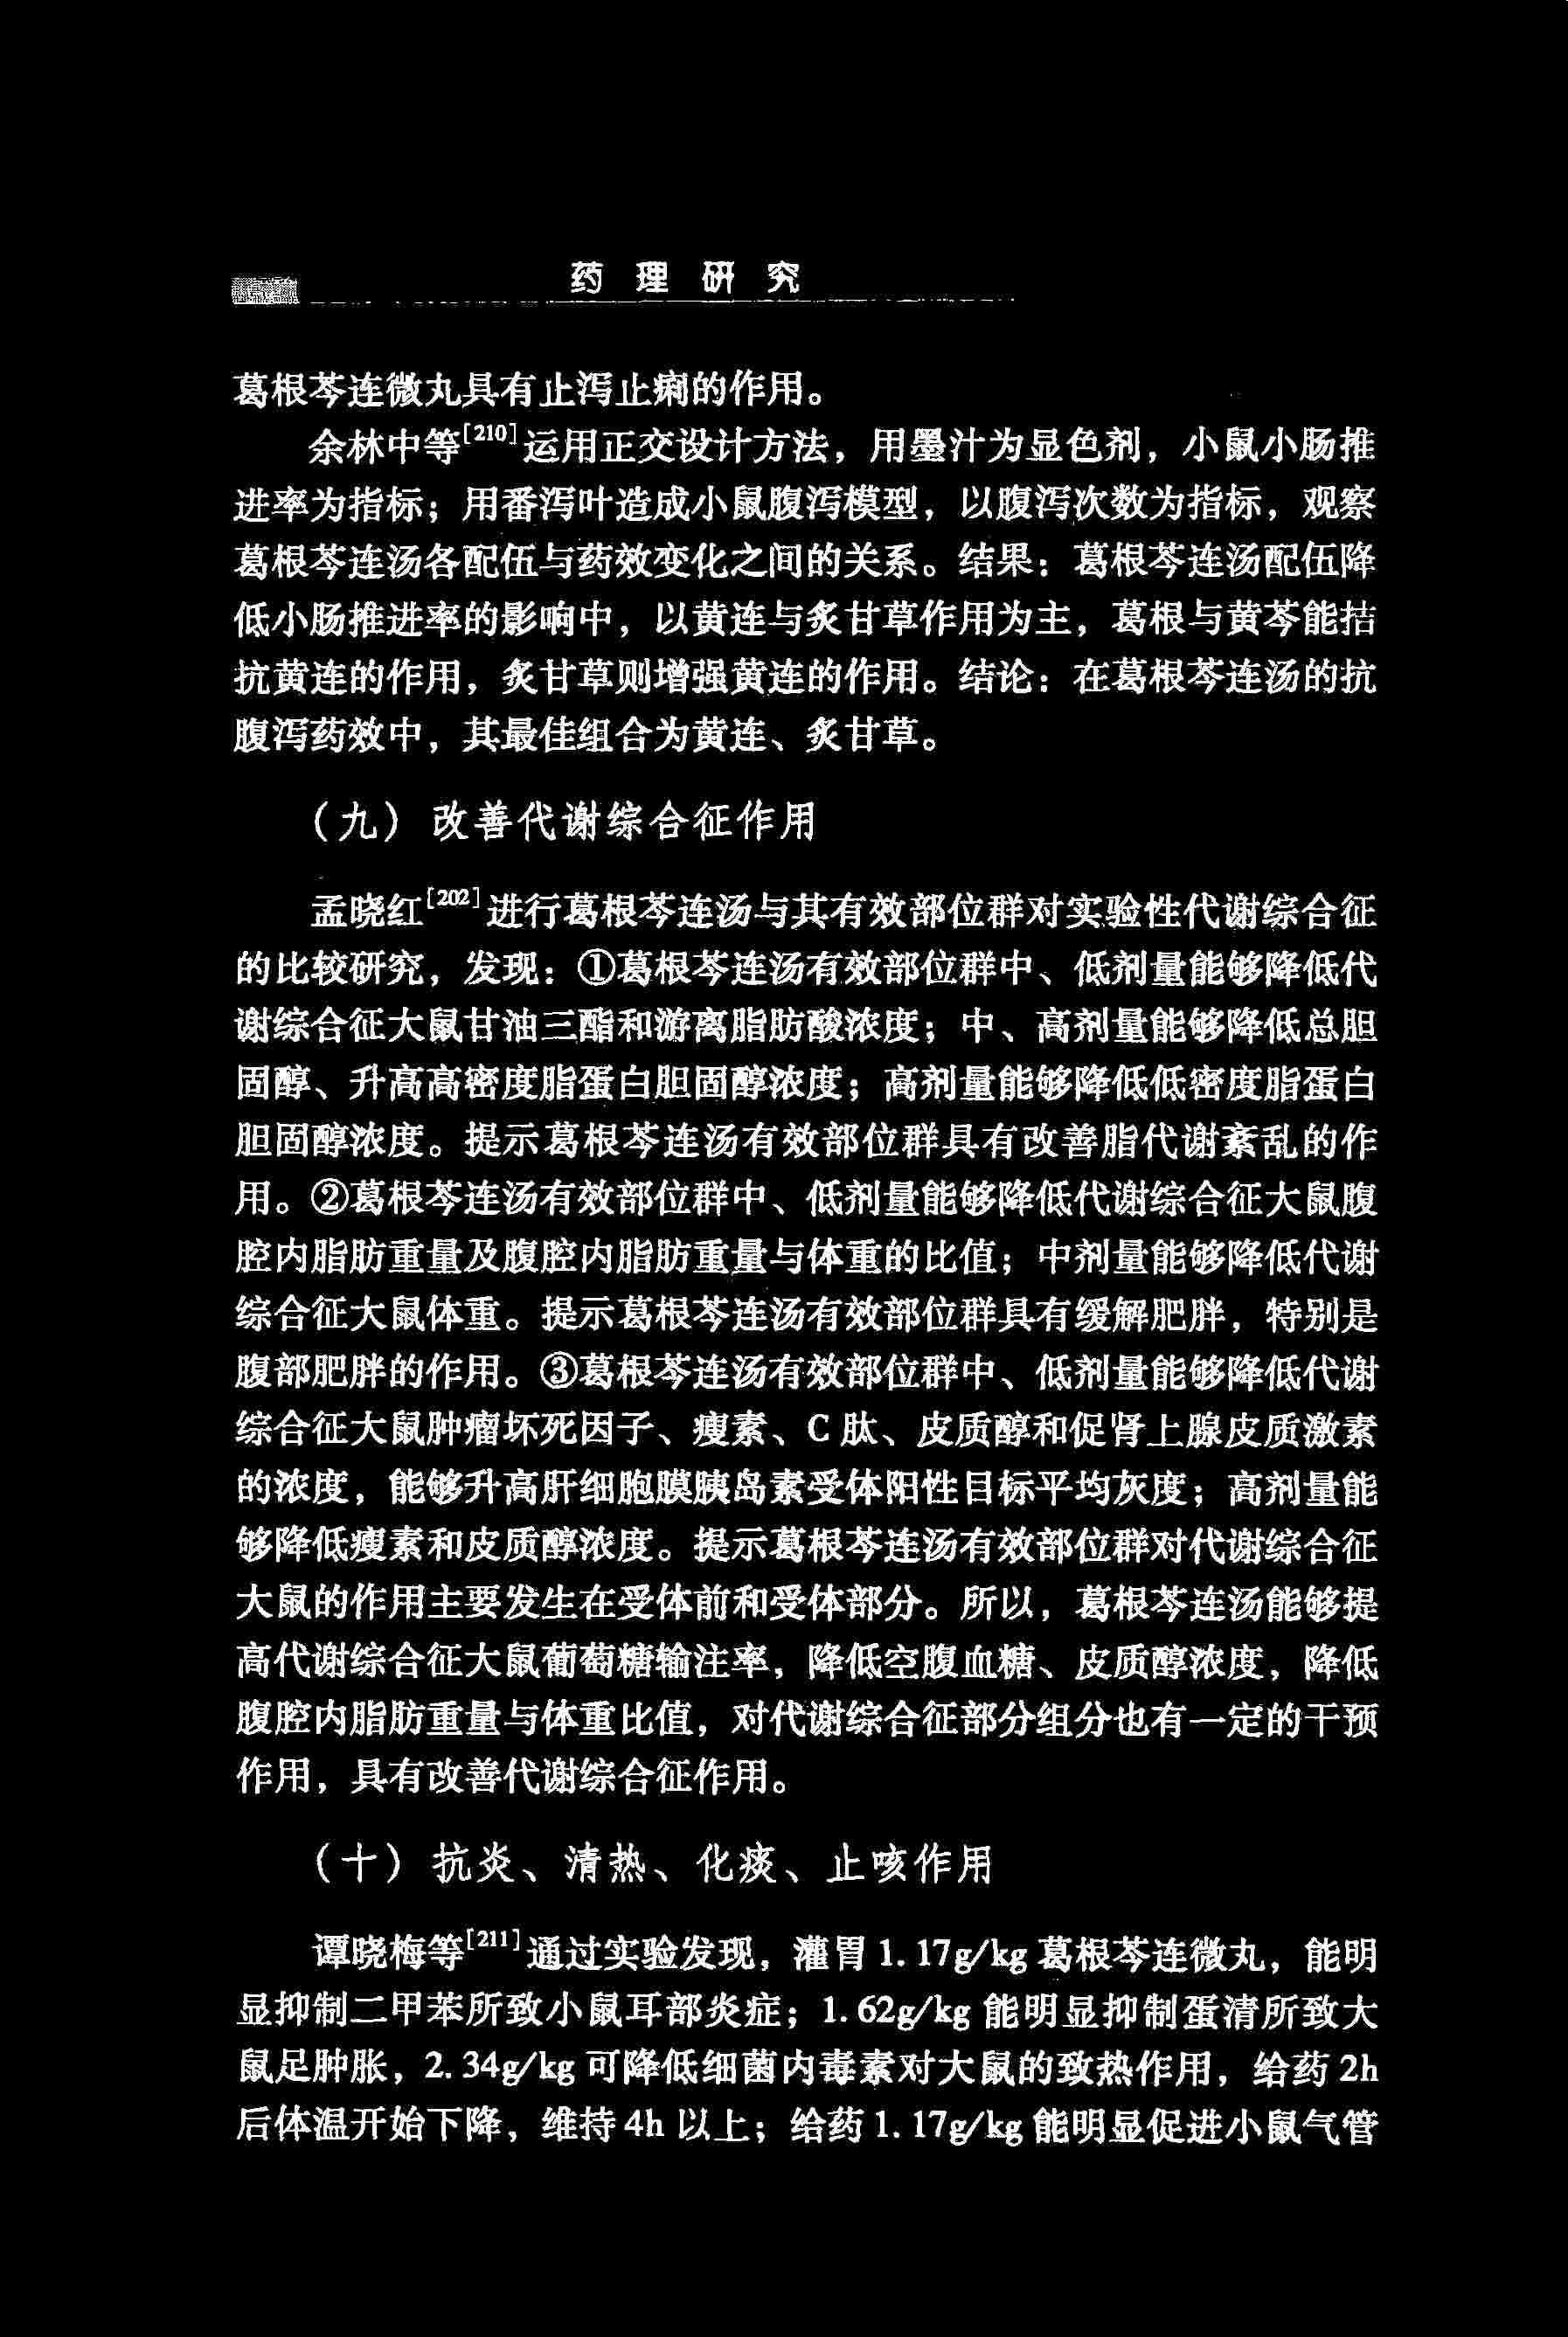 药理研究
葛根芩连微丸具有止泻止痢的作用。
余林中等[210]运用正交设计方法，用墨汁为显色剂，小鼠小肠推
进率为指标；用番泻叶造成小鼠腹泻模型，以腹泻次数为指标，观察
葛根芩连汤各配伍与药效变化之间的关系。结果：葛根芩连汤配伍降
低小肠推进率的影响中，以黄连与炙甘草作用为主，葛根与黄芩能拮
抗黄连的作用，炙甘草则增强黄连的作用。结论：在葛根芩连汤的抗
腹泻药效中，其最佳组合为黄连、炙甘草。
（九）改善代谢综合征作用
孟晓红[202]进行葛根芩连汤与其有效部位群对实验性代谢综合征
的比较研究，发现：①葛根芩连汤有效部位群中、低剂量能够降低代
谢综合征大鼠甘油三酯和游离脂肪酸浓度；中、高剂量能够降低总胆
固醇、升高高密度脂蛋白胆固醇浓度；高剂量能够降低低密度脂蛋白
胆固醇浓度。提示葛根芩连汤有效部位群具有改善脂代谢紊乱的作
用。②葛根芩连汤有效部位群中、低剂量能够降低代谢综合征大鼠腹
腔内脂肪重量及腹腔内脂肪重量与体重的比值；中剂量能够降低代谢
综合征大鼠体重。提示葛根芩连汤有效部位群具有缓解肥胖，特别是
腹部肥胖的作用。③葛根芩连汤有效部位群中、低剂量能够降低代谢
综合征大鼠肿瘤坏死因子、瘦素、C 肽、皮质醇和促肾上腺皮质激素
的浓度，能够升高肝细胞膜胰岛素受体阳性目标平均灰度；高剂量能
够降低瘦素和皮质醇浓度。提示葛根芩连汤有效部位群对代谢综合征
大鼠的作用主要发生在受体前和受体部分。所以，葛根芩连汤能够提
高代谢综合征大鼠葡萄糖输注率，降低空腹血糖、皮质醇浓度，降低
腹腔内脂肪重量与体重比值，对代谢综合征部分组分也有一定的干预
作用，具有改善代谢综合征作用。
（十）抗炎、清热、化痰、止咳作用
谭晓梅等[211]通过实验发现，灌胃 1.17g/kg 葛根芩连微丸，能明
显抑制二甲苯所致小鼠耳部炎症；1.62g/kg 能明显抑制蛋清所致大
鼠足肿胀，2.34g/kg 可降低细菌内毒素对大鼠的致热作用，给药 2h
后体温开始下降，维持 4h 以上；给药 1.17g/kg 能明显促进小鼠气管